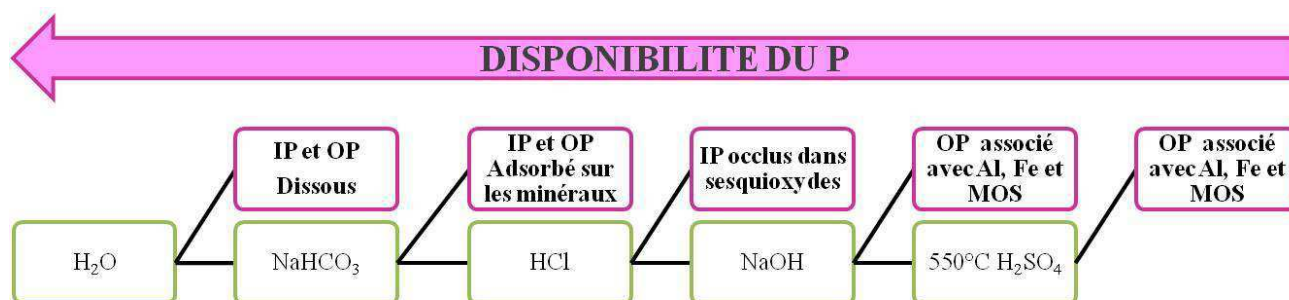 DISPONIBILITE DU P
IP et OP
Dissous
IP et OP
Adsorbé sur
les minéraux
IP occlus dans
sesquioxydes
OP associé
avec Al, Fe et
MOS
OP associé
avec Al, Fe et
MOS
H₂O
NaHCO₃
HCl
NaOH
550°C H₂SO₄